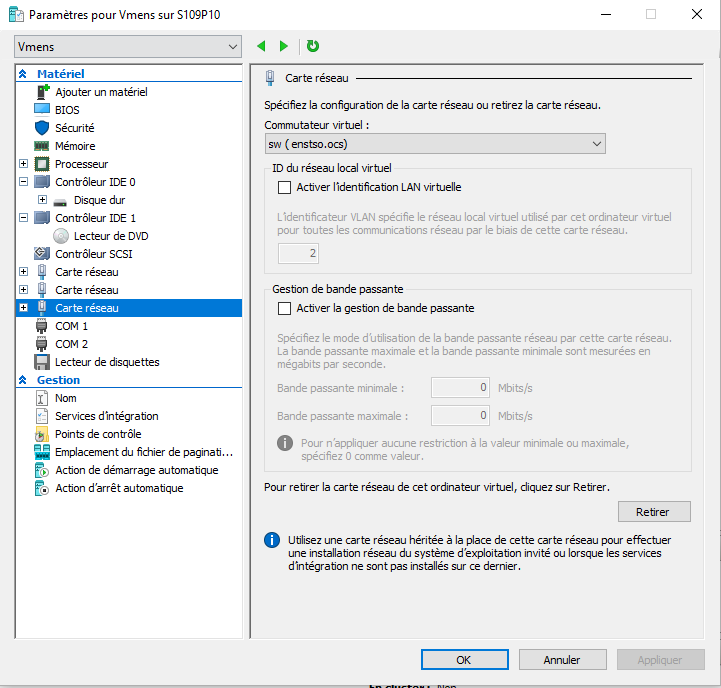 Paramètres pour Vmens sur S109P10
Vmens
Matériel
Ajouter un matériel
BIOS
Sécurité
Mémoire
Processeur
Contrôleur IDE 0
Disque dur
Contrôleur IDE 1
Lecteur de DVD
Contrôleur SCSI
Carte réseau
Carte réseau
Carte réseau
COM 1
COM 2
Lecteur de disquettes
Gestion
Nom
Services d'intégration
Points de contrôle
Emplacement du fichier de paginati...
Action de démarrage automatique
Action d'arrêt automatique
Carte réseau
Spécifiez la configuration de la carte réseau ou retirez la carte réseau.
Commutateur virtuel :
sw ( enstso.ocs)
ID du réseau local virtuel
Activer l'identification LAN virtuelle
L'identificateur VLAN spécifie le réseau local virtuel utilisé par cet ordinateur virtuel
pour toutes les communications réseau par le biais de cette carte réseau.
2
Gestion de bande passante
Activer la gestion de bande passante
Spécifiez le mode d'utilisation de la bande passante réseau par cette carte réseau.
La bande passante maximale et la bande passante minimale sont mesurées en
mégabits par seconde.
Bande passante minimale : 0 Mbits/s
Bande passante maximale : 0 Mbits/s
Pour n'appliquer aucune restriction à la valeur minimale ou maximale,
spécifiez 0 comme valeur.
Pour retirer la carte réseau de cet ordinateur virtuel, cliquez sur Retirer.
Retirer
Utilisez une carte réseau héritée à la place de cette carte réseau pour effectuer
une installation réseau du système d'exploitation invité ou lorsque les services
d'intégration ne sont pas installés sur ce dernier.
OK Annuler Appliquer
En cluster : Non